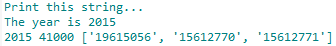 Print this string...
The year is 2015
2015 41000 ['19615056', '15612770', '15612771']